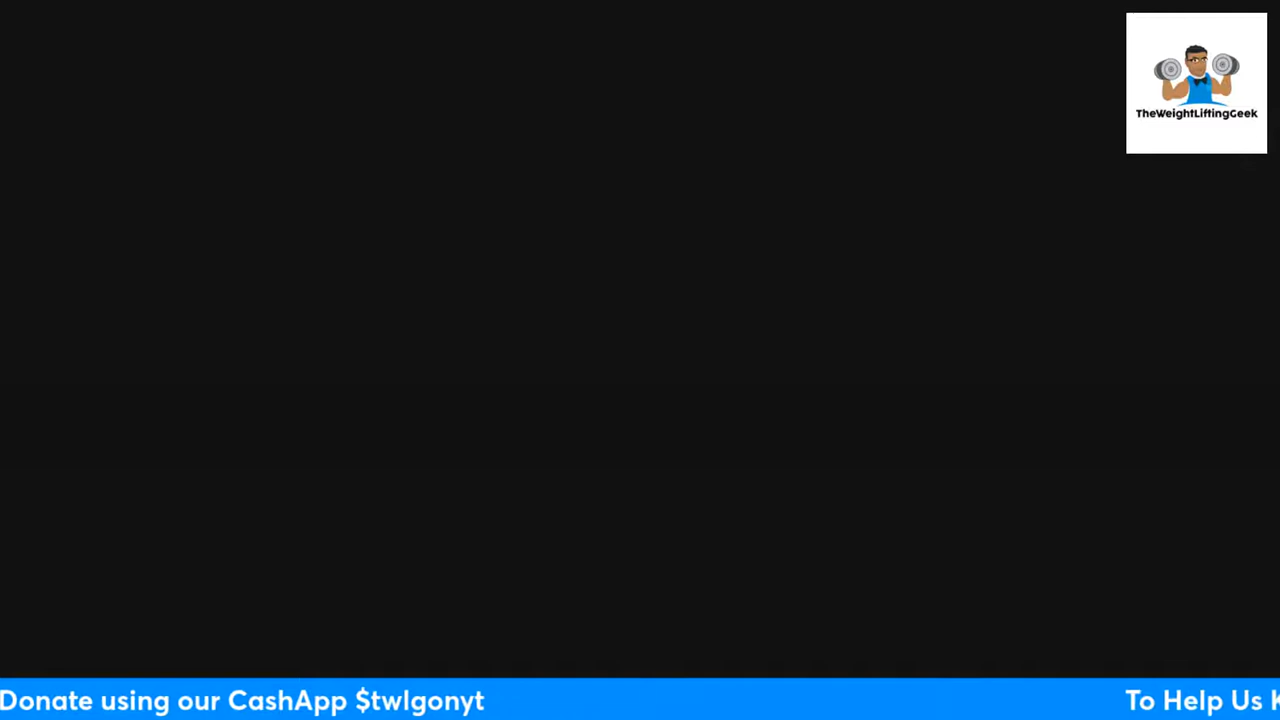 TheWeightLiftingGeek
Donate using our CashApp $twlgonyt
To Help Us